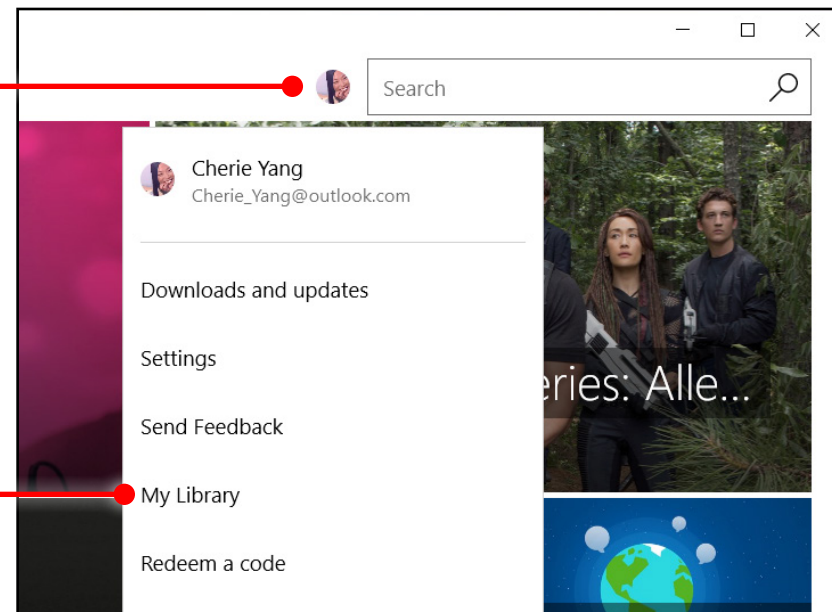 Search
Cherie Yang
Cherie_Yang@outlook.com
Downloads and updates
Settings
eries: Alle...
Send Feedback
My Library
Redeem a code